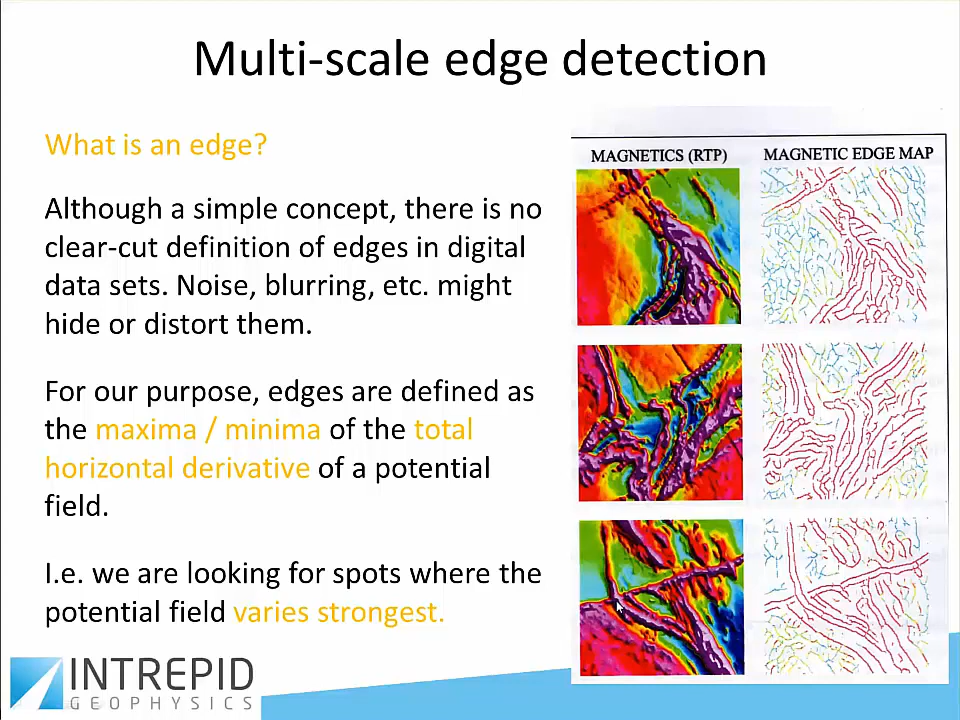 Multi-scale edge detection
What is an edge?
Although a simple concept, there is no
clear-cut definition of edges in digital
data sets. Noise, blurring, etc. might
hide or distort them.
For our purpose, edges are defined as
the maxima / minima of the total
horizontal derivative of a potential
field.
I.e. we are looking for spots where the
potential field varies strongest.
MAGNETICS (RTP)
MAGNETIC EDGE MAP
INTREPID
GEOPHYSICS